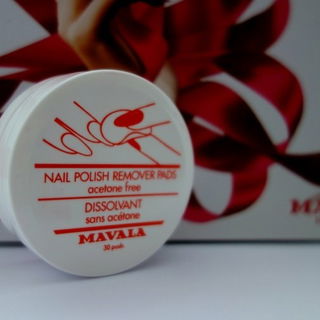 NAIL POLISH REMOVER PADS
acetone free
DISSOLVANT
sans acétone
MAVALA
30 pads